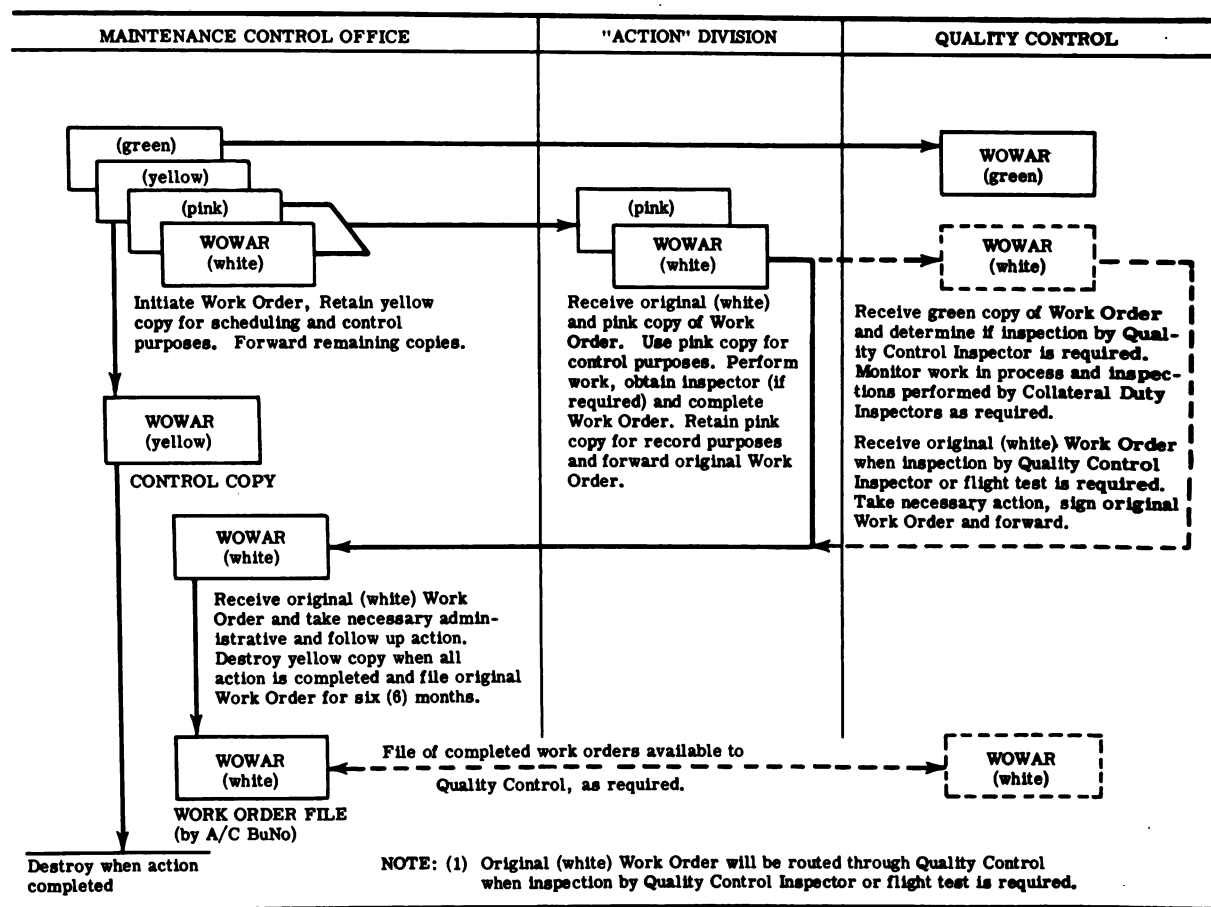 MAINTENANCE CONTROL OFFICE
"ACTION" DIVISION
QUALITY CONTROL
(green)
(yellow)
(pink)
WOWAR
(white)
Initiate Work Order, Retain yellow
copy for scheduling and control
purposes. Forward remaining copies.
WOWAR
(yellow)
CONTROL COPY
(pink)
WOWAR
(white)
Receive original (white)
and pink copy of Work
Order. Use pink copy for
control purposes. Perform
work, obtain inspector (if
required) and complete
Work Order. Retain pink
copy for record purposes
and forward original Work
Order.
WOWAR
(green)
WOWAR
(white)
Receive green copy of Work Order
and determine if inspection by Qual-
ity Control Inspector is required.
Monitor work in process and inspec-
tions performed by Collateral Duty
Inspectors as required.
Receive original (white) Work Order
when inspection by Quality Control
Inspector or flight test is required.
Take necessary action, sign original
Work Order and forward.
WOWAR
(white)
Receive original (white) Work
Order and take necessary admin-
istrative and follow up action.
Destroy yellow copy when all
action is completed and file original
Work Order for six (6) months.
WOWAR
(white)
WORK ORDER FILE
(by A/C BuNo)
File of completed work orders available to
Quality Control, as required.
WOWAR
(white)
Destroy when action
completed
NOTE: (1) Original (white) Work Order will be routed through Quality Control
when inspection by Quality Control Inspector or flight test is required.